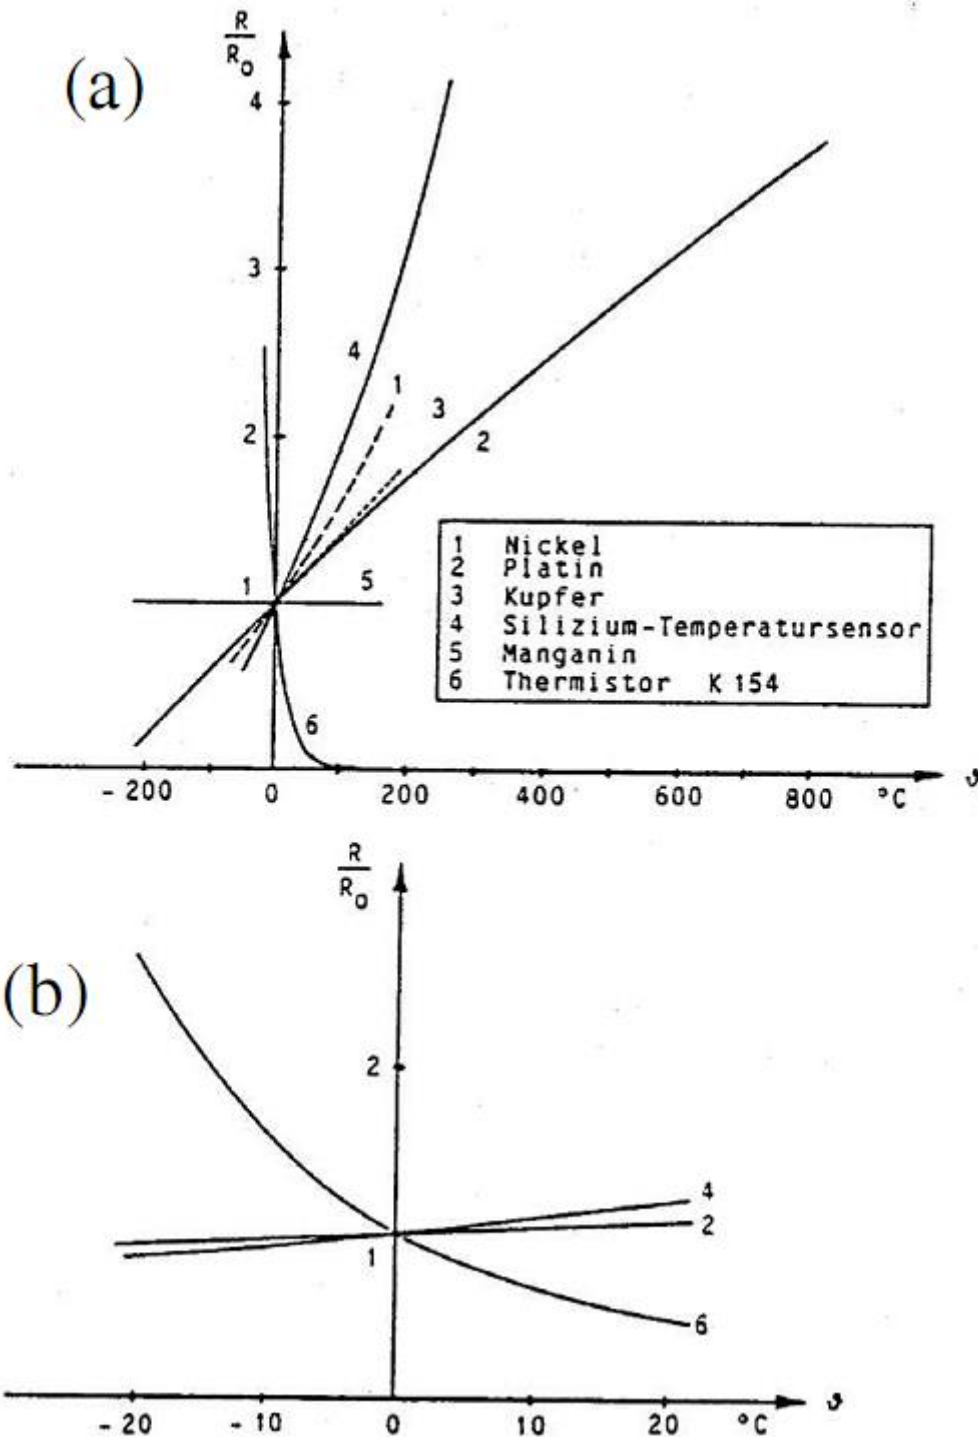 (a)
R
R₀
4
3
4
1
3
2
2
1
5
1 Nickel
2 Platin
3 Kupfer
4 Silizium-Temperatursensor
5 Manganin
6 Thermistor K 154
6
-200 0 200 400 600 800 °C ϑ
(b)
R
R₀
2
4
2
1
6
-20 -10 0 10 20 °C ϑ